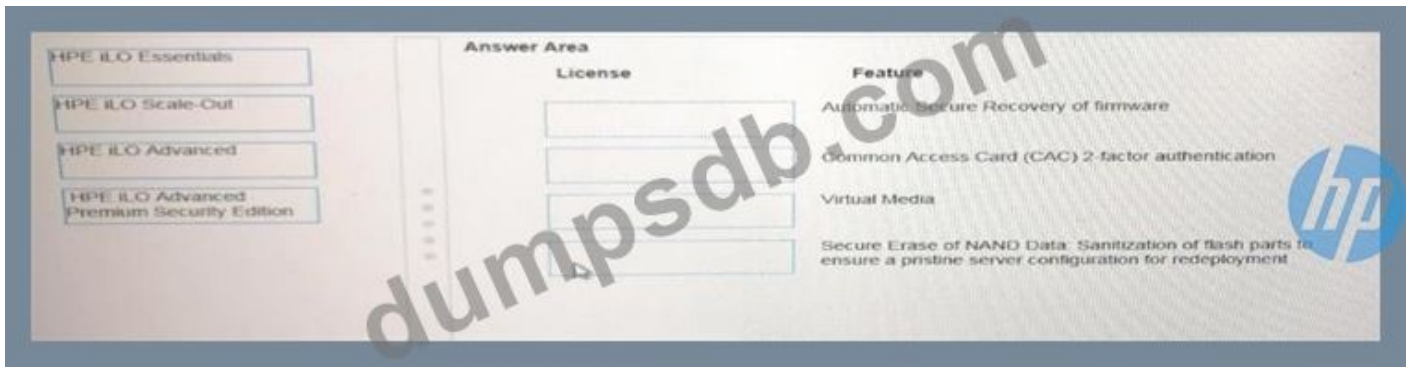 HPE iLO Essentials
HPE iLO Scale-Out
HPE iLO Advanced
HPE iLO Advanced
Premium Security Edition
Answer Area
License
Feature
Automatic Secure Recovery of firmware
Common Access Card (CAC) 2-factor authentication
Virtual Media
Secure Erase of NAND Data: Sanitization of flash parts to
ensure a pristine server configuration for redeployment
dumpsdb.com
hp